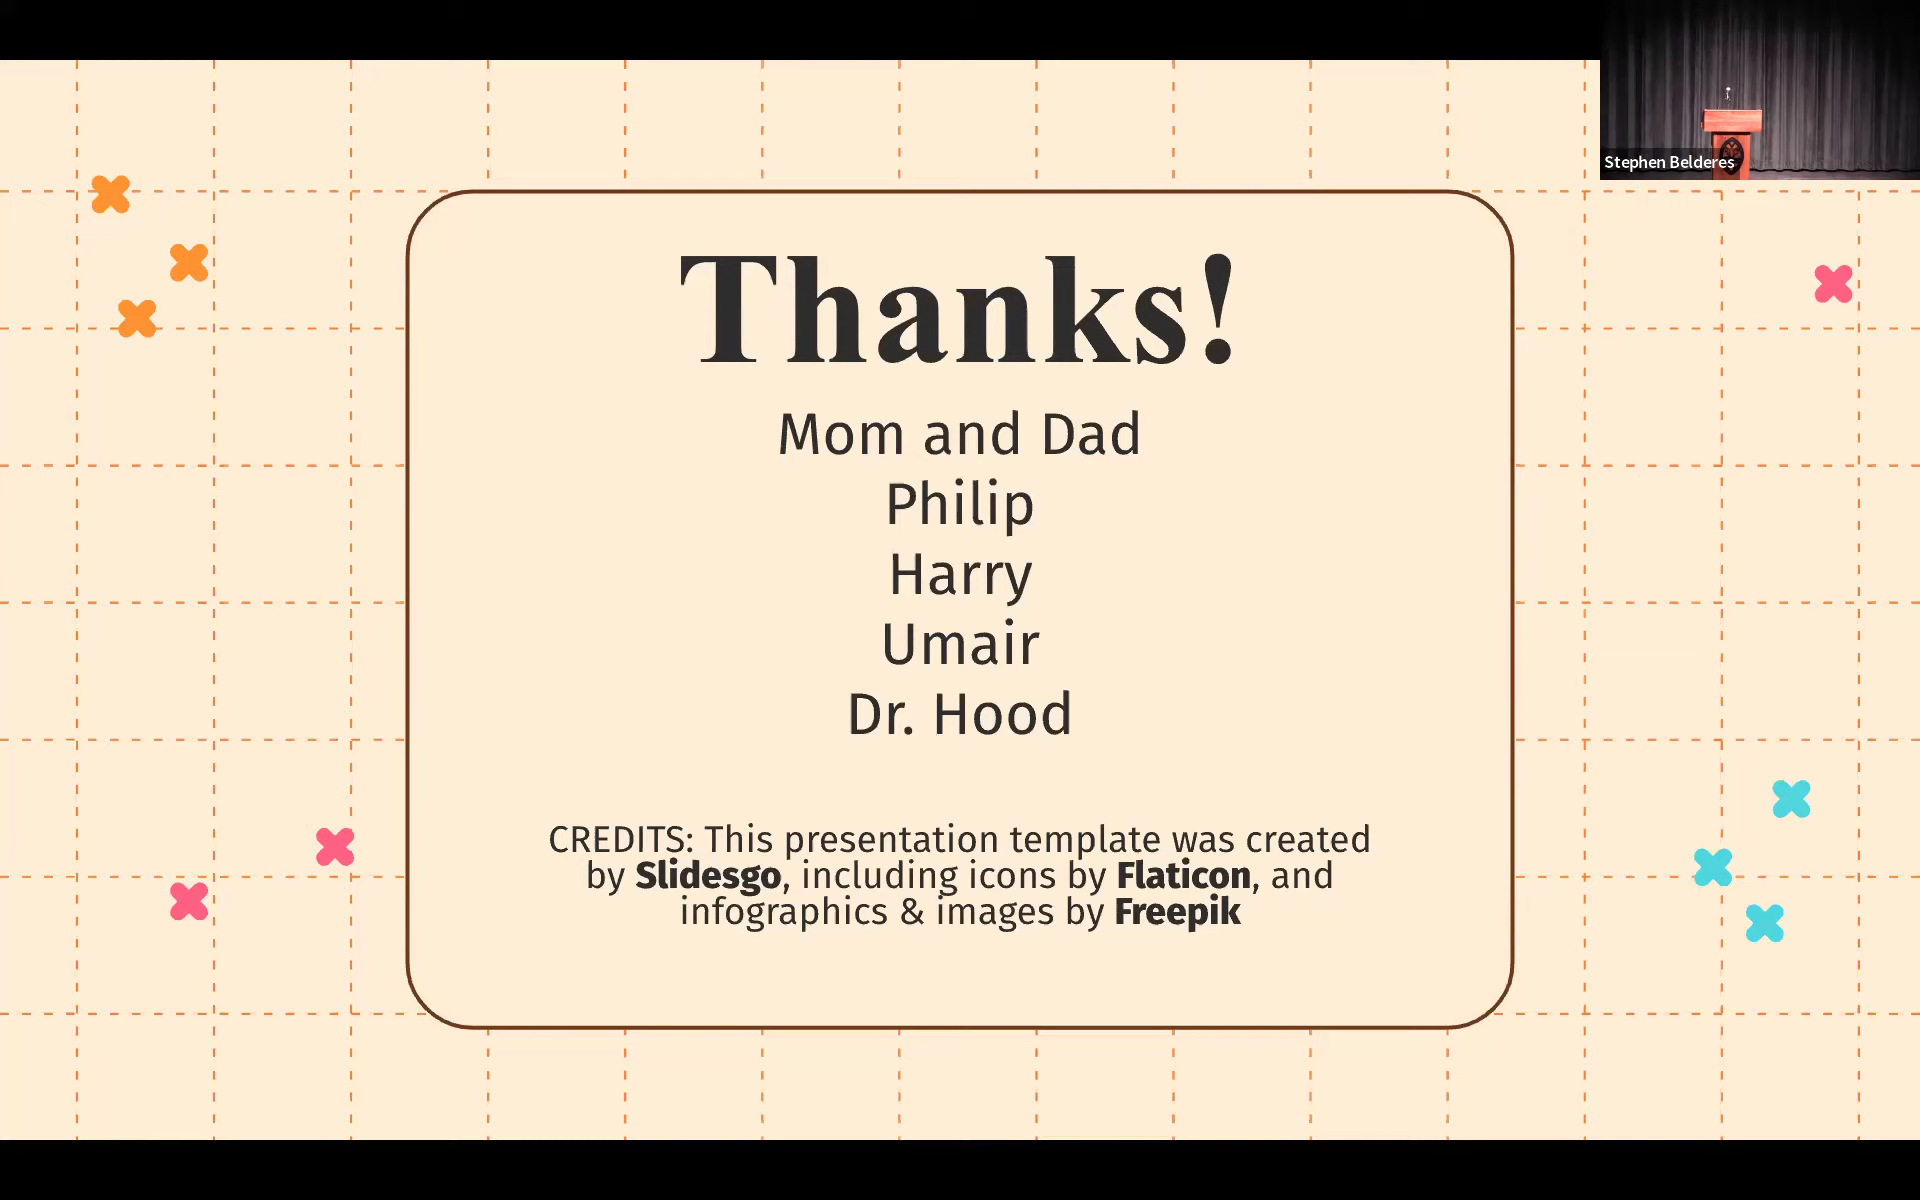 Stephen Belderes
Thanks!
Mom and Dad
Philip
Harry
Umair
Dr. Hood
CREDITS: This presentation template was created
by Slidesgo, including icons by Flaticon, and
infographics & images by Freepik